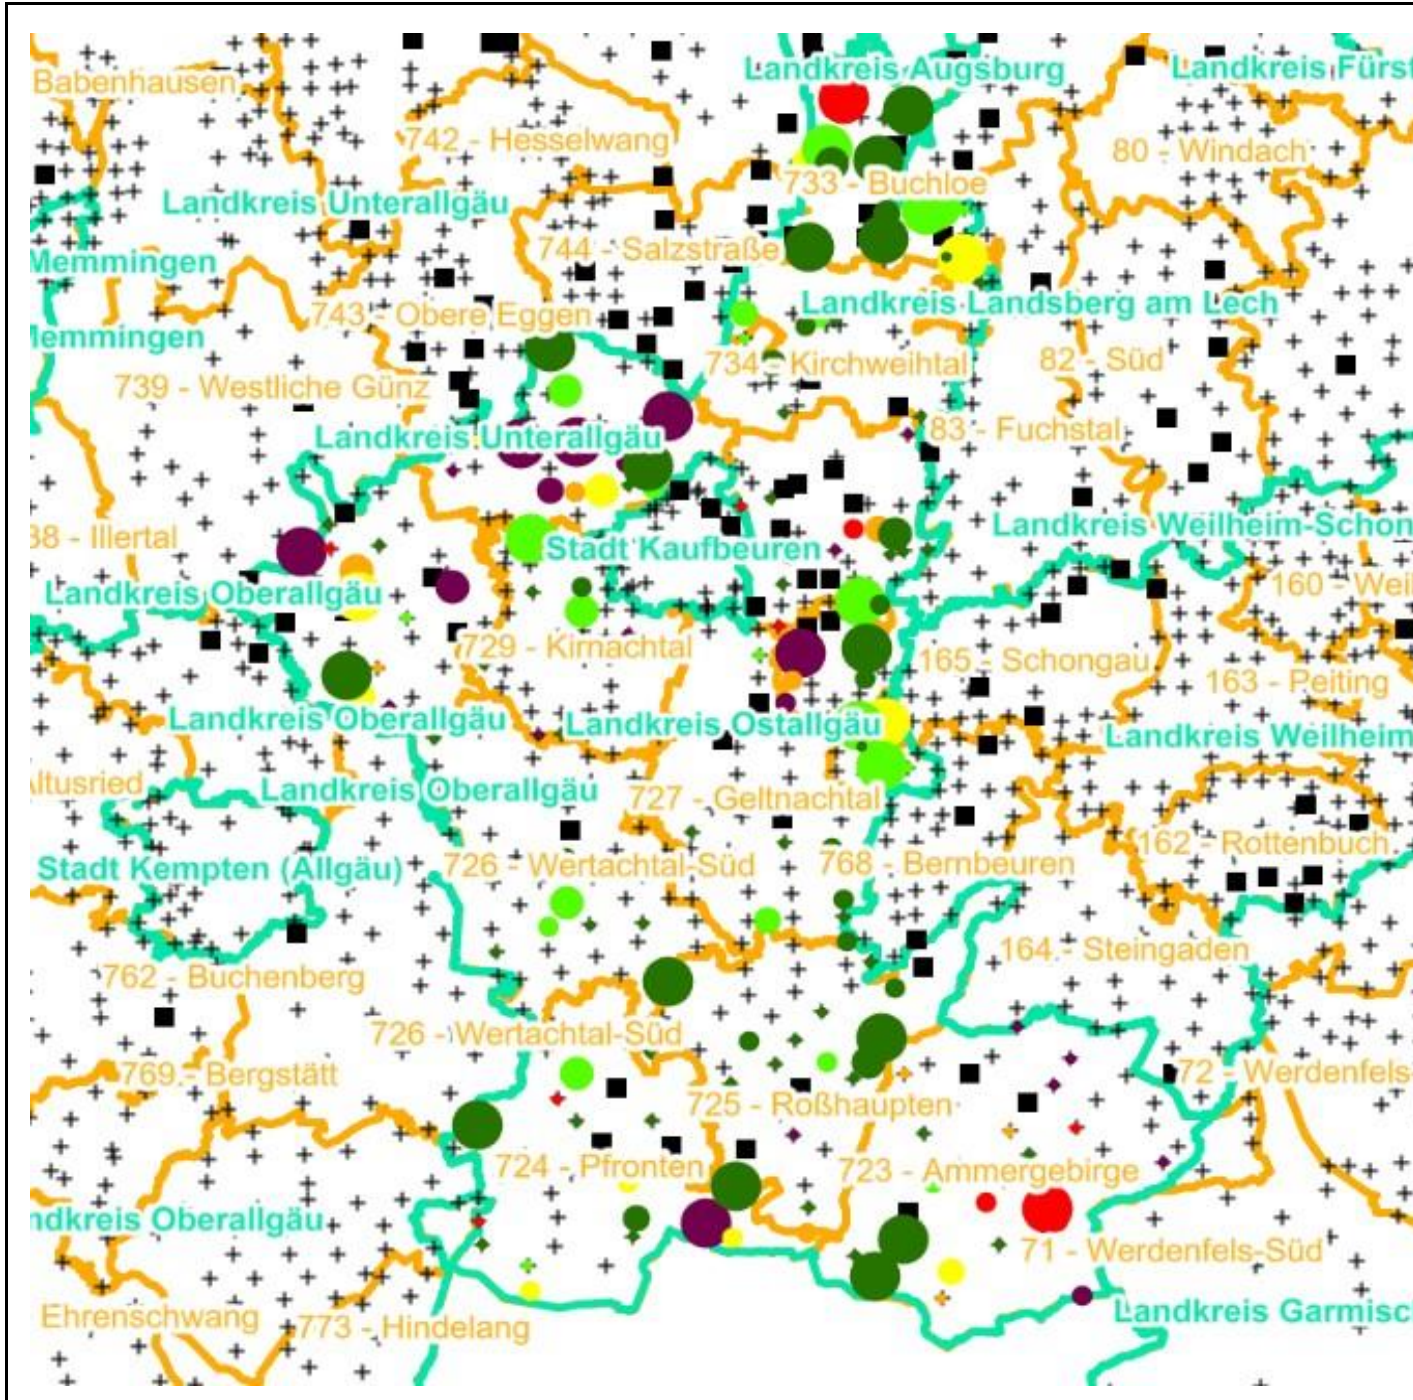 Landkreis Augsburg
Landkreis Fürst
Babenhausen
742 - Hesselwang
80 - Windach
733 - Buchloe
Landkreis Unterallgäu
744 - Salzstraße
Memmingen
Landkreis Landsberg am Lech
743 - Obere Eggen
Memmingen
734 - Kirchweihtal
82 - Süd
739 - Westliche Günz
83 - Fuchstal
Landkreis Unterallgäu
Landkreis Weilheim-Schon
38 - Illertal
Stadt Kaufbeuren
160 - Weil
Landkreis Oberallgäu
729 - Kirnachtal
165 - Schongau
163 - Peiting
Landkreis Oberallgäu
Landkreis Ostallgäu
Landkreis Weilheim
Altusried
Landkreis Oberallgäu
727 - Geltnachtal
162 - Rottenbuch
Stadt Kempten (Allgäu)
726 - Wertachtal-Süd
768 - Bernbeuren
164 - Steingaden
762 - Buchenberg
726 - Wertachtal-Süd
769 - Bergstätt
72 - Werdenfels-
725 - Roßhaupten
724 - Pfronten
723 - Ammergebirge
ndkreis Oberallgäu
71 - Werdenfels-Süd
Ehrenschwang
773 - Hindelang
Landkreis Garmisc